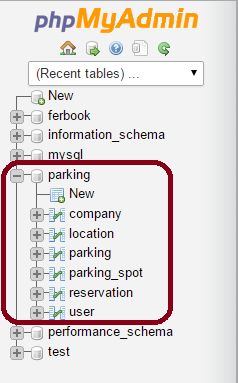 phpMyAdmin
(Recent tables) ...
New
ferbook
information_schema
mysql
parking
New
company
location
parking
parking_spot
reservation
user
performance_schema
test